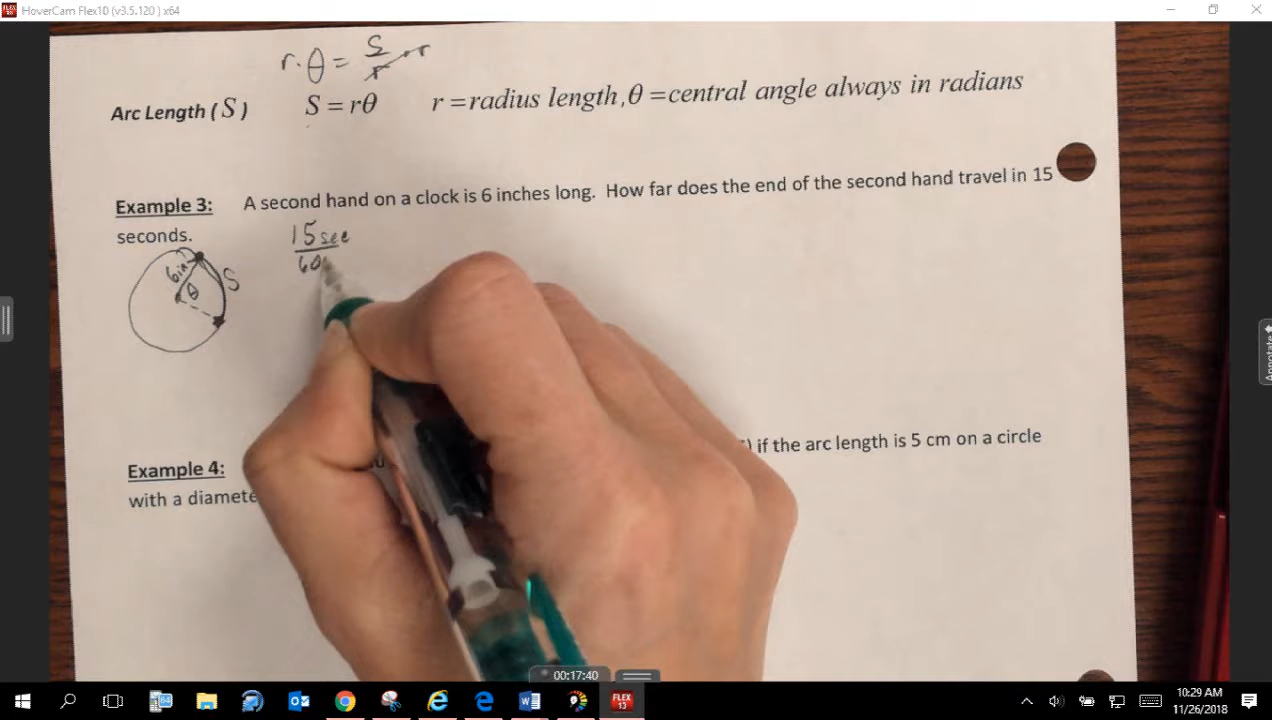 HoverCam Flex10 (v3.5.120 ) x64
r.θ = S/r r
Arc Length ( S ) S = rθ r =radius length,θ =central angle always in radians
Example 3: A second hand on a clock is 6 inches long. How far does the end of the second hand travel in 15
seconds.
15 sec
60
6in
θ
S
Example 4: if the arc length is 5 cm on a circle
with a diamete
Annotate
00:17:40
10:29 AM
11/26/2018